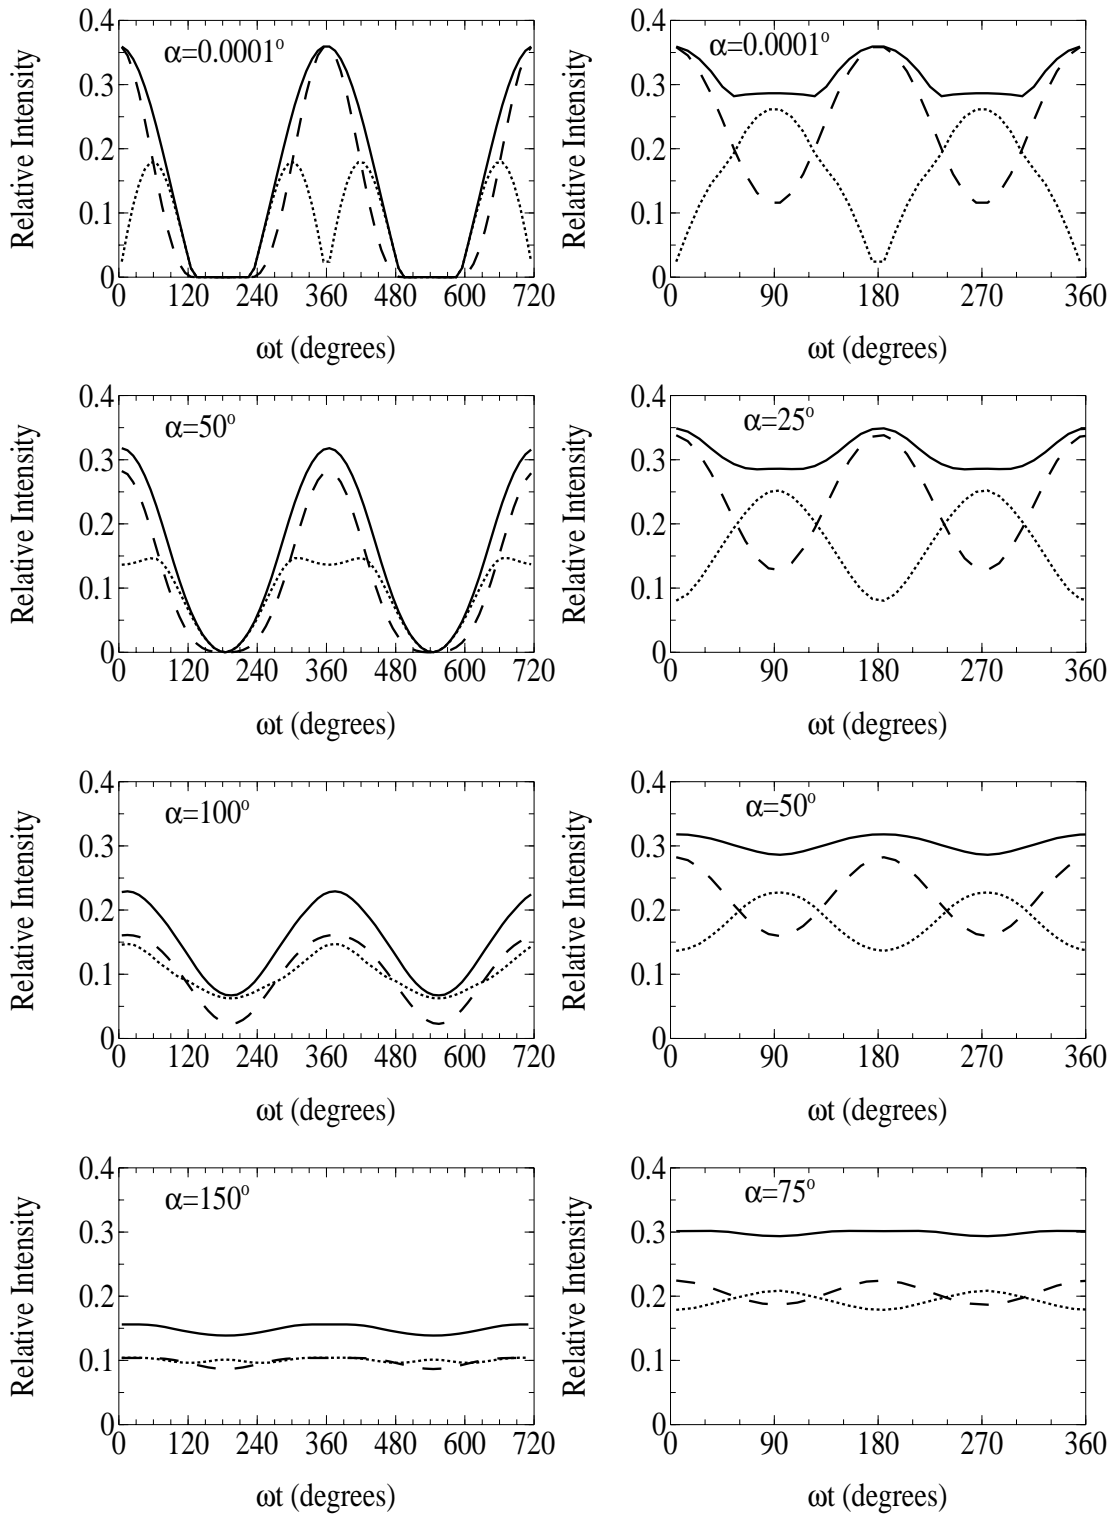 α=0.0001°
Relative Intensity
0.4
0.3
0.2
0.1
0
0 120 240 360 480 600 720
ωt (degrees)
α=0.0001°
Relative Intensity
0.4
0.3
0.2
0.1
0
0 90 180 270 360
ωt (degrees)
α=50°
Relative Intensity
0.4
0.3
0.2
0.1
0
0 120 240 360 480 600 720
ωt (degrees)
α=25°
Relative Intensity
0.4
0.3
0.2
0.1
0
0 90 180 270 360
ωt (degrees)
α=100°
Relative Intensity
0.4
0.3
0.2
0.1
0
0 120 240 360 480 600 720
ωt (degrees)
α=50°
Relative Intensity
0.4
0.3
0.2
0.1
0
0 90 180 270 360
ωt (degrees)
α=150°
Relative Intensity
0.4
0.3
0.2
0.1
0
0 120 240 360 480 600 720
ωt (degrees)
α=75°
Relative Intensity
0.4
0.3
0.2
0.1
0
0 90 180 270 360
ωt (degrees)